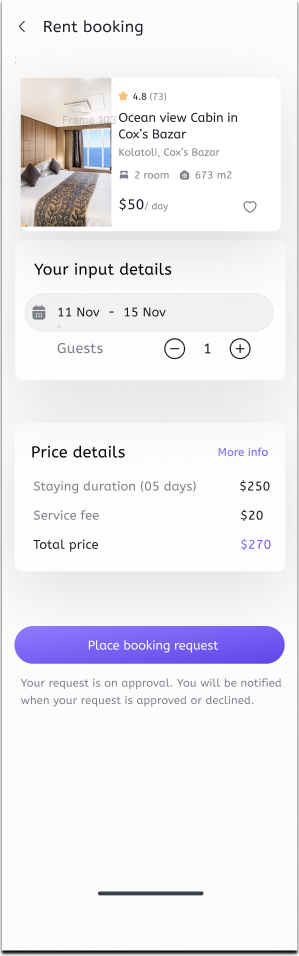 Rent booking
Frame 103
4.8 (73)
Ocean view Cabin in
Cox's Bazar
Kolatoli, Cox's Bazar
2 room 673 m2
$50/ day
Your input details
11 Nov - 15 Nov
Guests 1
Price details More info
Staying duration (05 days) $250
Service fee $20
Total price $270
Place booking request
Your request is on approval. You will be notified
when your request is approved or declined.